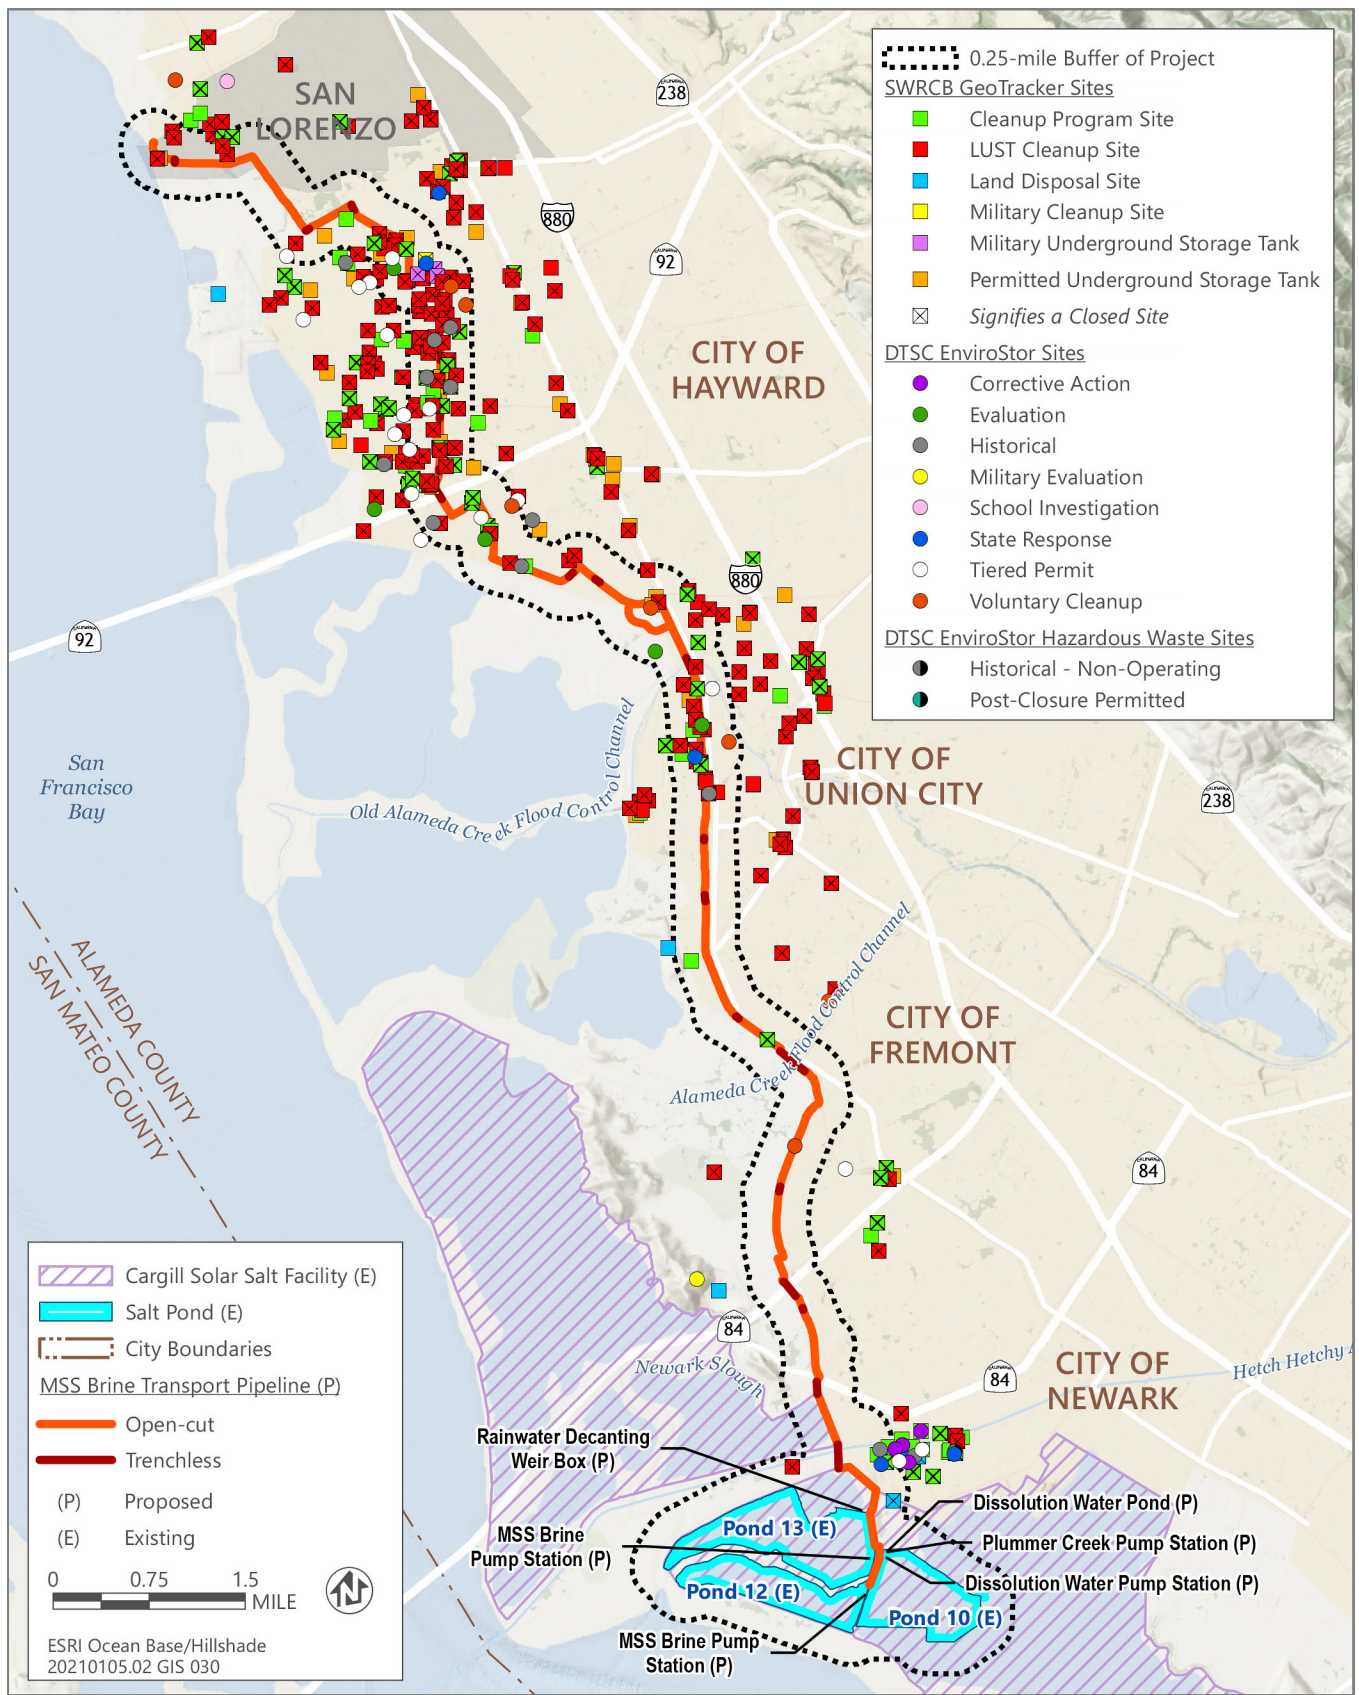 SAN
LORENZO
CALIFORNIA
238
880
CALIFORNIA
92
CITY OF
HAYWARD
880
CALIFORNIA
92
San
Francisco
Bay
Old Alameda Creek Flood Control Channel
CITY OF
UNION CITY
CALIFORNIA
238
ALAMEDA COUNTY
SAN MATEO COUNTY
Alameda Creek Flood Control Channel
CITY OF
FREMONT
CALIFORNIA
84
CALIFORNIA
84
Newark Slough
CALIFORNIA
84
CITY OF
NEWARK
Hetch Hetchy
Rainwater Decanting
Weir Box (P)
MSS Brine
Pump Station (P)
Pond 13 (E)
Pond 12 (E)
Pond 10 (E)
MSS Brine Pump
Station (P)
Dissolution Water Pond (P)
Plummer Creek Pump Station (P)
Dissolution Water Pump Station (P)
0.25-mile Buffer of Project
SWRCB GeoTracker Sites
Cleanup Program Site
LUST Cleanup Site
Land Disposal Site
Military Cleanup Site
Military Underground Storage Tank
Permitted Underground Storage Tank
Signifies a Closed Site
DTSC EnviroStor Sites
Corrective Action
Evaluation
Historical
Military Evaluation
School Investigation
State Response
Tiered Permit
Voluntary Cleanup
DTSC EnviroStor Hazardous Waste Sites
Historical - Non-Operating
Post-Closure Permitted
Cargill Solar Salt Facility (E)
Salt Pond (E)
City Boundaries
MSS Brine Transport Pipeline (P)
Open-cut
Trenchless
(P) Proposed
(E) Existing
0 0.75 1.5
MILE
N
ESRI Ocean Base/Hillshade
20210105.02 GIS 030